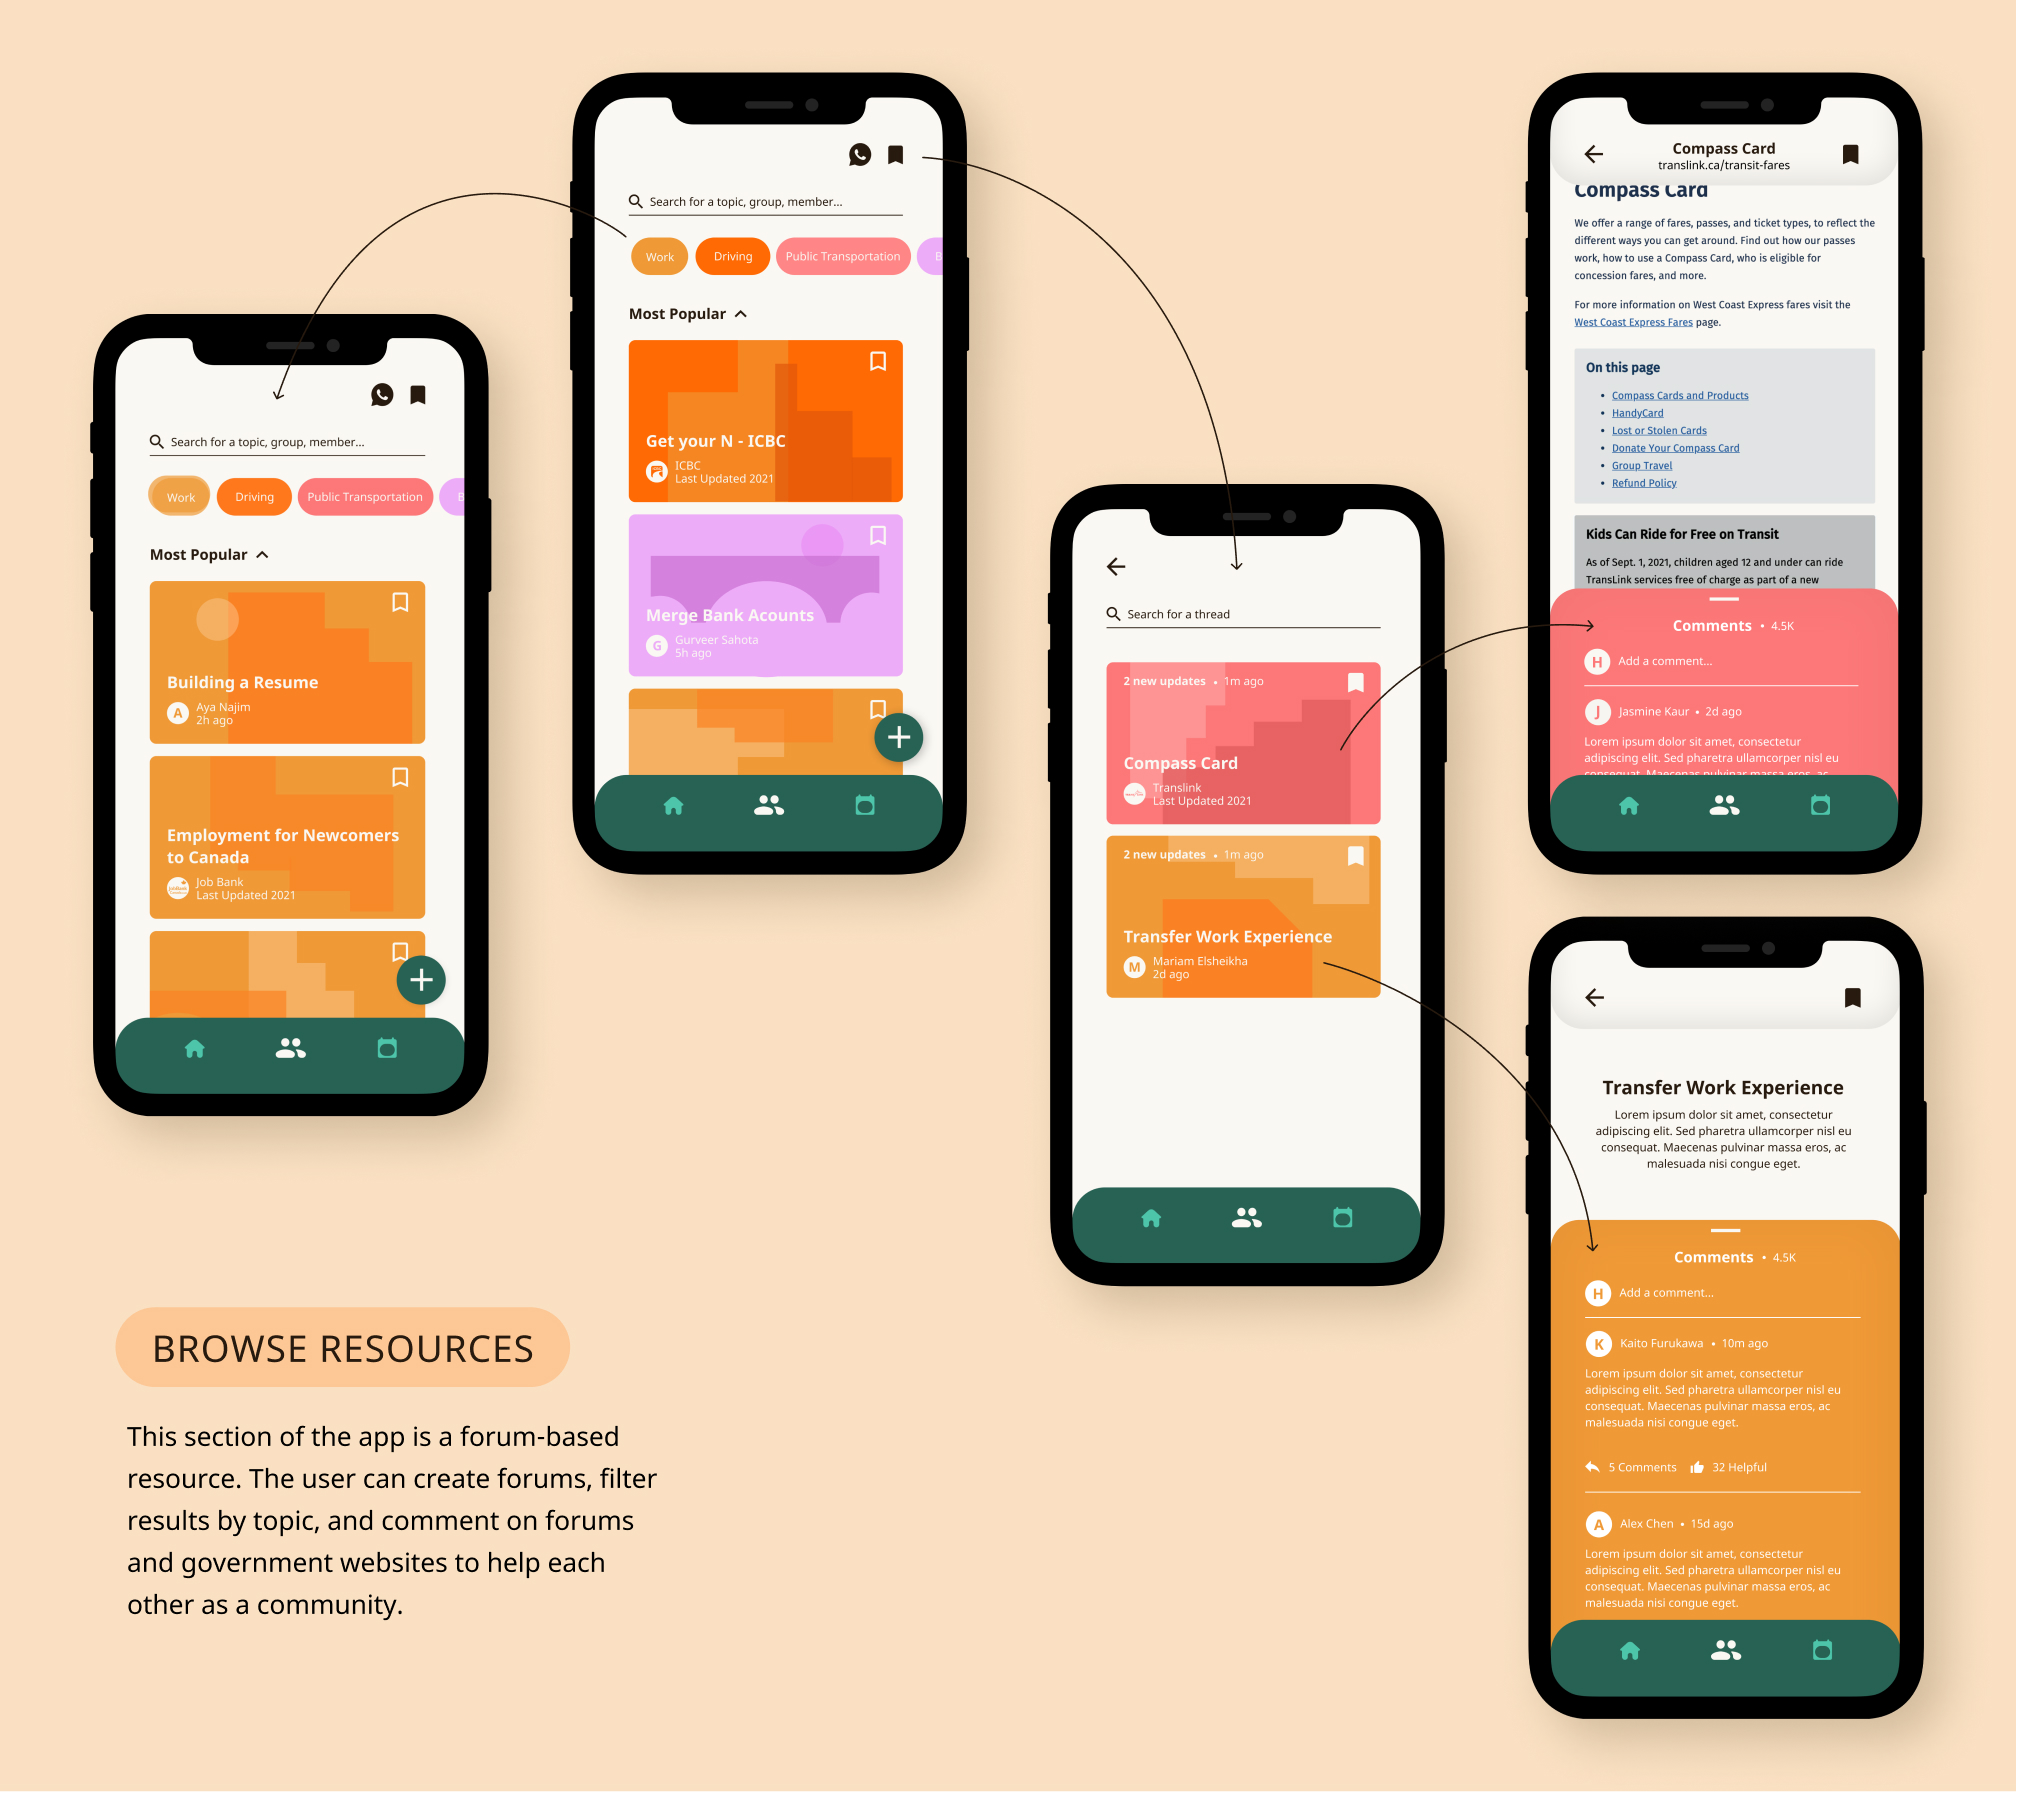 Search for a topic, group, member...
Work
Driving
Public Transportation
B
Most Popular
Building a Resume
A
Aya Najim
2h ago
Employment for Newcomers
to Canada
Job Bank
Last Updated 2021
Search for a topic, group, member...
Work
Driving
Public Transportation
B
Most Popular
Get your N - ICBC
ICBC
Last Updated 2021
Merge Bank Acounts
G
Gurveer Sahota
5h ago
Search for a thread
2 new updates • 1m ago
Compass Card
Translink
Last Updated 2021
2 new updates • 1m ago
Transfer Work Experience
M
Mariam Elsheikha
2d ago
Compass Card
translink.ca/transit-fares
Compass Card
We offer a range of fares, passes, and ticket types, to reflect the
different ways you can get around. Find out how our passes
work, how to use a Compass Card, who is eligible for
concession fares, and more.
For more information on West Coast Express fares visit the
West Coast Express Fares page.
On this page
• Compass Cards and Products
• HandyCard
• Lost or Stolen Cards
• Donate Your Compass Card
• Group Travel
• Refund Policy
Kids Can Ride for Free on Transit
As of Sept. 1, 2021, children aged 12 and under can ride
TransLink services free of charge as part of a new
Comments • 4.5K
H
Add a comment...
J
Jasmine Kaur • 2d ago
Lorem ipsum dolor sit amet, consectetur
adipiscing elit. Sed pharetra ullamcorper nisl eu
consequat. Maecenas pulvinar massa eros, ac
Transfer Work Experience
Lorem ipsum dolor sit amet, consectetur
adipiscing elit. Sed pharetra ullamcorper nisl eu
consequat. Maecenas pulvinar massa eros, ac
malesuada nisi congue eget.
Comments • 4.5K
H
Add a comment...
K
Kaito Furukawa • 10m ago
Lorem ipsum dolor sit amet, consectetur
adipiscing elit. Sed pharetra ullamcorper nisl eu
consequat. Maecenas pulvinar massa eros, ac
malesuada nisi congue eget.
5 Comments
32 Helpful
A
Alex Chen • 15d ago
Lorem ipsum dolor sit amet, consectetur
adipiscing elit. Sed pharetra ullamcorper nisl eu
consequat. Maecenas pulvinar massa eros, ac
malesuada nisi congue eget.
BROWSE RESOURCES
This section of the app is a forum-based
resource. The user can create forums, filter
results by topic, and comment on forums
and government websites to help each
other as a community.